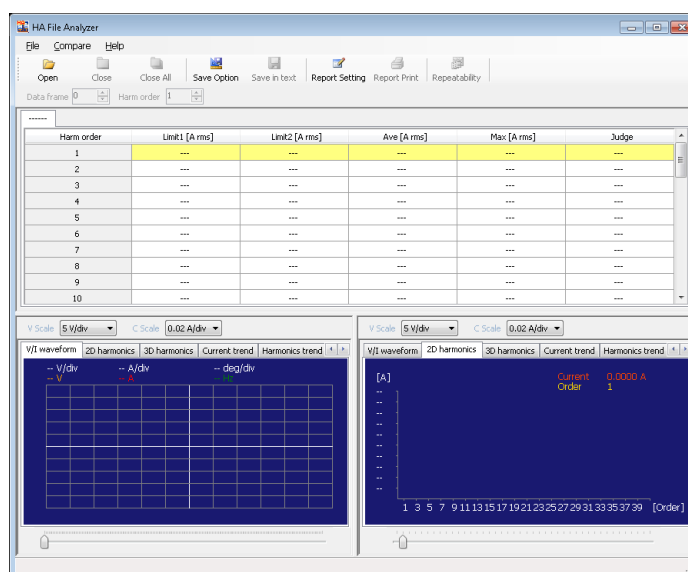 HA File Analyzer
File Compare Help
Open Close Close All Save Option Save in text Report Setting Report Print Repeatability
Data frame 0 Harm order 1
------
Harm order Limit1 [A rms] Limit2 [A rms] Ave [A rms] Max [A rms] Judge
1 --- --- --- --- ---
2 --- --- --- --- ---
3 --- --- --- --- ---
4 --- --- --- --- ---
5 --- --- --- --- ---
6 --- --- --- --- ---
7 --- --- --- --- ---
8 --- --- --- --- ---
9 --- --- --- --- ---
10 --- --- --- --- ---
V Scale 5 V/div C Scale 0.02 A/div
V/I waveform 2D harmonics 3D harmonics Current trend Harmonics trend
-- V/div -- A/div -- deg/div
-- V -- A -- Hz
V Scale 5 V/div C Scale 0.02 A/div
V/I waveform 2D harmonics 3D harmonics Current trend Harmonics trend
[A] Current 0.0000 A
Order 1
--
--
--
--
--
--
--
--
--
1 3 5 7 9 11 13 15 17 19 21 23 25 27 29 31 33 35 37 39 [Order]